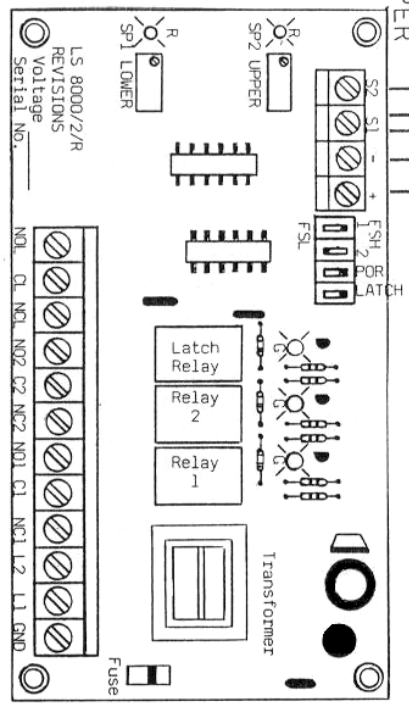 PER
R
SP1 LOWER
R
SP2 UPPER
LS 8000/2/R
REVISIONS
Voltage
Serial No.
S2
S1
-
+
FSH
1 2
FSL
POR
LATCH
NOL
CL
NCL
NO2
C2
NC2
NO1
C1
NC1
L2
L1
GND
Latch
Relay
Relay
2
Relay
1
G
G
G
Transformer
Fuse